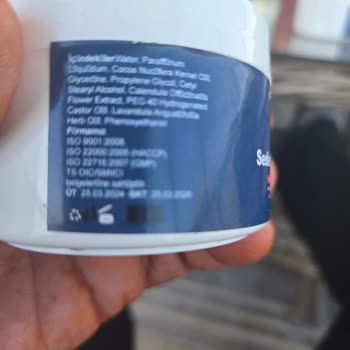 İçindekiler Water, Paraffinum
Liquidum, Cocos Nucifera Kernel Oil,
Glycerine, Propylene Glycol, Cetyl
Stearyl Alcohol, Calendula Officinalis
Flower Extract, PEG 40 Hydrogenated
Castor Oil, Lavandula Angustifolia
Herb Oil, Phenoxyethanol
Firmamız
ISO 9001:2008
ISO 22000:2005 (HACCP)
ISO 22716:2007 (GMP)
TS OIC/SMIIC
belgelerine sahiptir.
ÜT 25.03.2024 SKT 25.03.2026